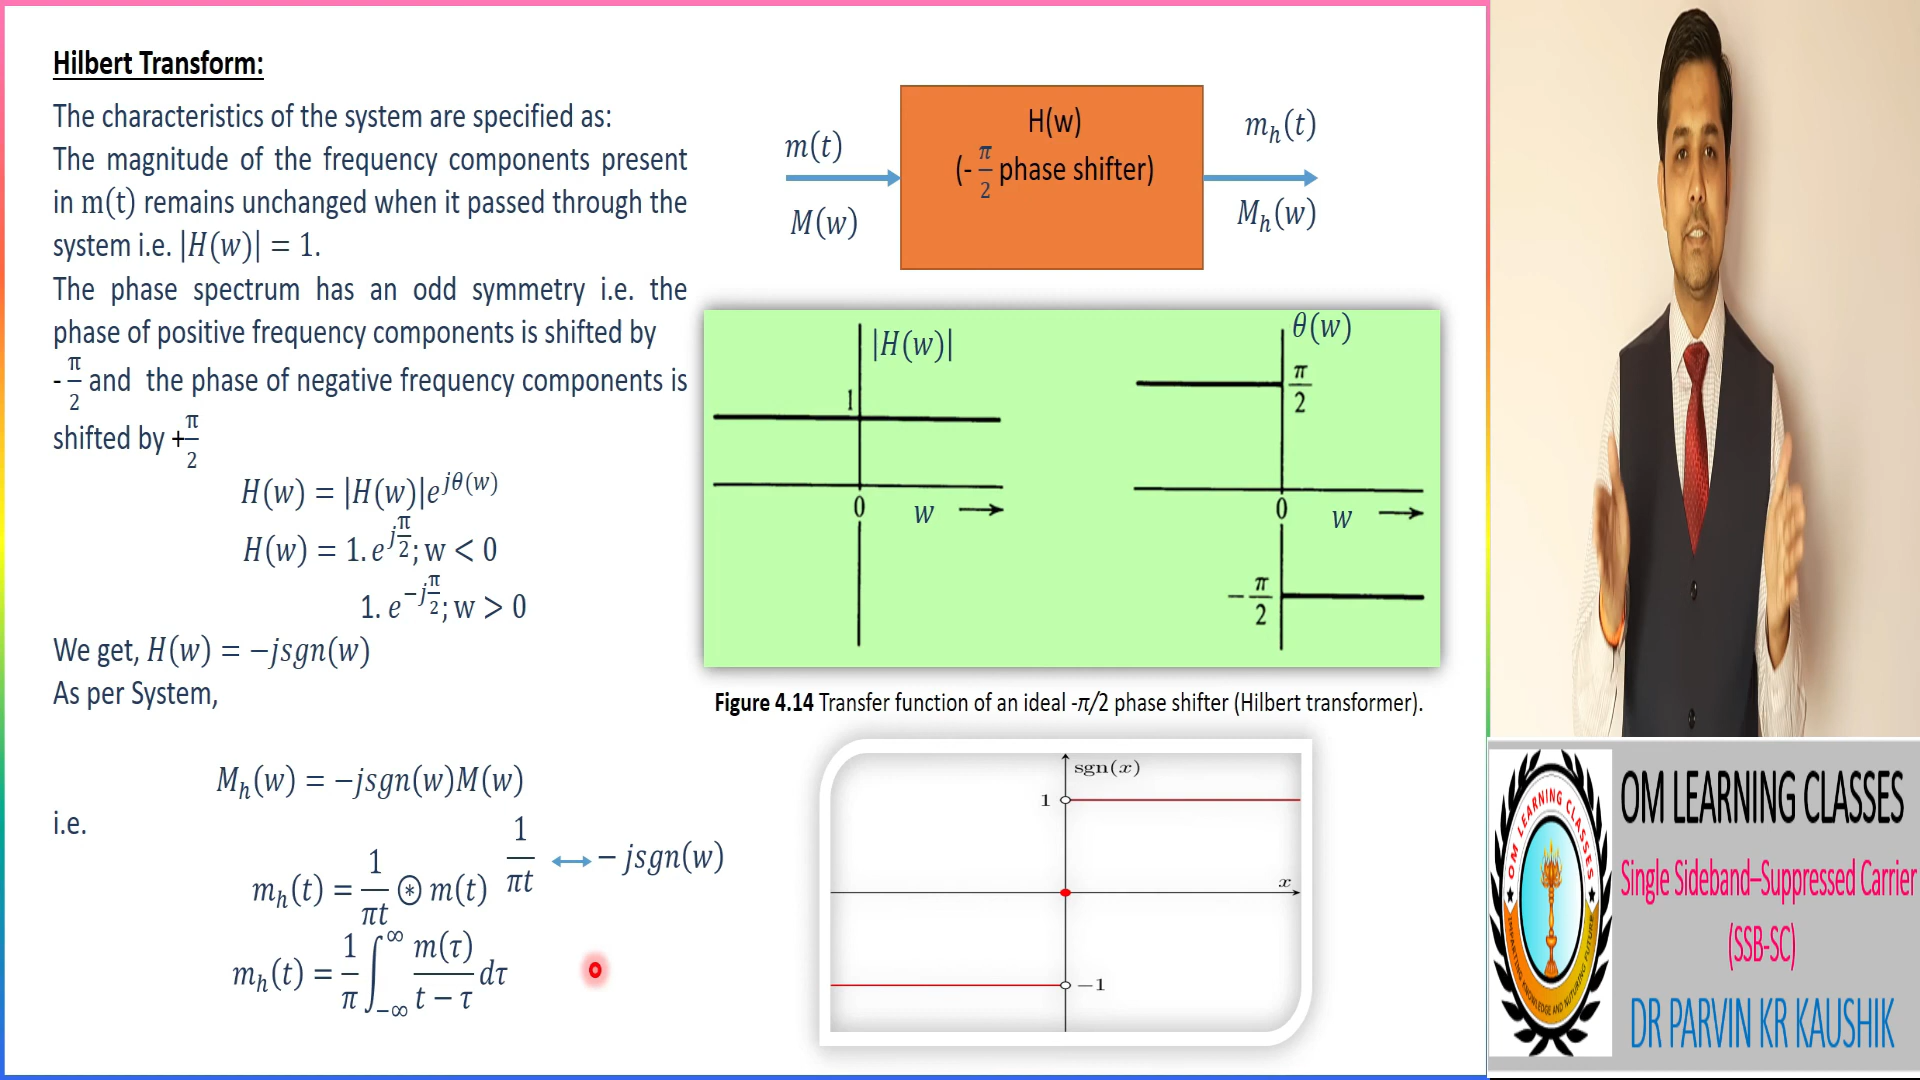 Hilbert Transform:
The characteristics of the system are specified as:
The magnitude of the frequency components present
in m(t) remains unchanged when it passed through the
system i.e. |H(w)| = 1.
The phase spectrum has an odd symmetry i.e. the
phase of positive frequency components is shifted by
- π/2 and the phase of negative frequency components is
shifted by +π/2
H(w) = |H(w)|e^{jθ(w)}
H(w) = 1. e^{jπ/2}; w < 0
1. e^{−jπ/2}; w > 0
We get, H(w) = −jsgn(w)
As per System,
M_h(w) = −jsgn(w)M(w)
i.e.
1/πt ↔ − jsgn(w)
m_h(t) = 1/πt ⊛ m(t)
m_h(t) = 1/π ∫_{−∞}^{∞} m(τ)/(t − τ) dτ
m(t)
M(w)
H(w)
(- π/2 phase shifter)
m_h(t)
M_h(w)
|H(w)|
1
0 w →
θ(w)
π/2
0 w →
−π/2
Figure 4.14 Transfer function of an ideal -π/2 phase shifter (Hilbert transformer).
sgn(x)
1
x
−1
OM LEARNING CLASSES
OM LEARNING CLASSES
Single Sideband–Suppressed Carrier
(SSB-SC)
DR PARVIN KR KAUSHIK